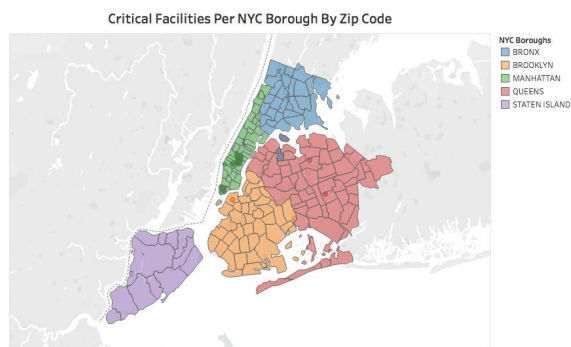 Critical Facilities Per NYC Borough By Zip Code
NYC Boroughs
BRONX
BROOKLYN
MANHATTAN
QUEENS
STATEN ISLAND